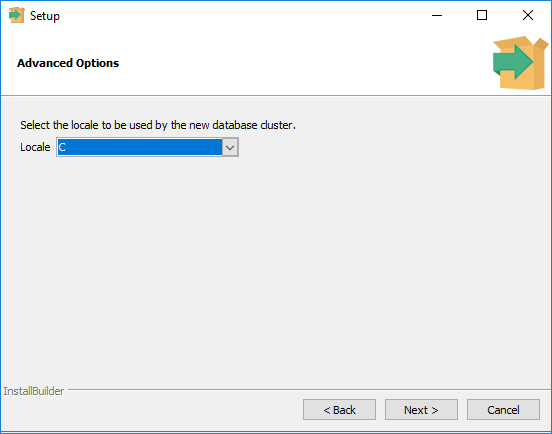 Setup
Advanced Options
Select the locale to be used by the new database cluster.
Locale C
InstallBuilder
< Back Next > Cancel